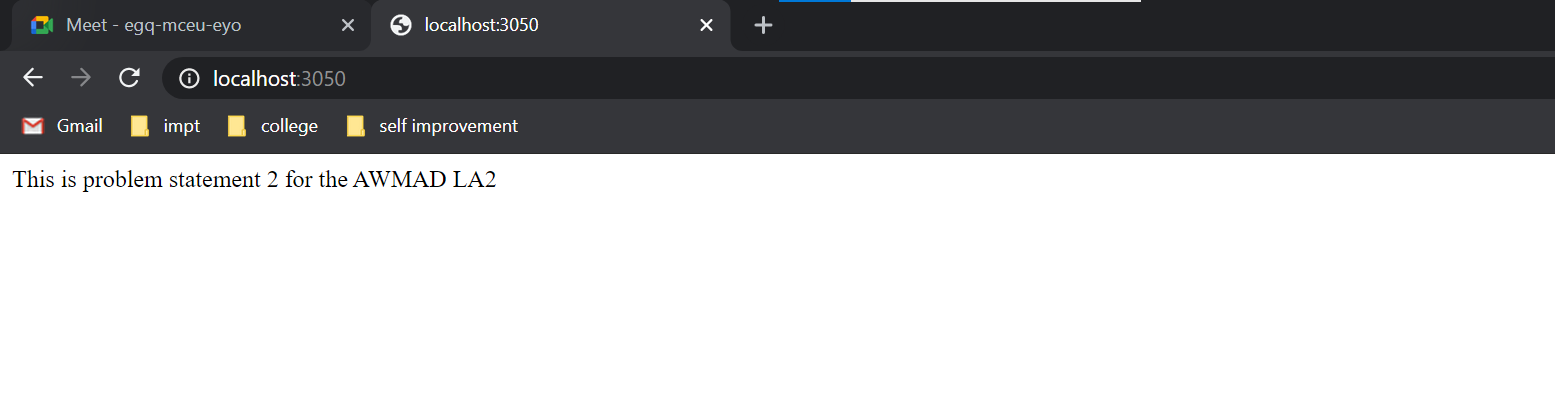 Meet - egq-mceu-eyo localhost:3050
localhost:3050
Gmail impt college self improvement
This is problem statement 2 for the AWMAD LA2